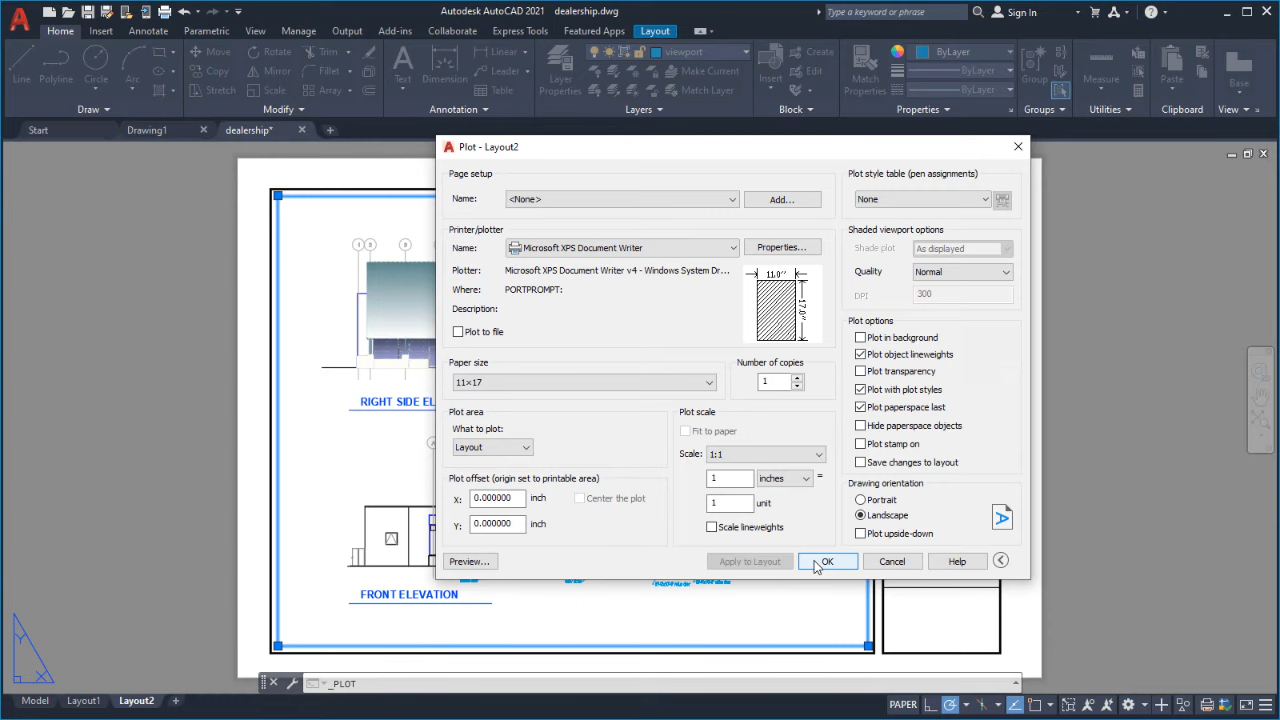 Autodesk AutoCAD 2021 dealership.dwg
Type a keyword or phrase
Sign In
Home Insert Annotate Parametric View Manage Output Add-ins Collaborate Express Tools Featured Apps Layout
Line Polyline Circle Arc
Move Rotate Trim
Copy Mirror Fillet
Stretch Scale Array
Text Dimension
Linear
Leader
Table
Layer Properties
viewport
Make Current
Match Layer
Insert
Create
Edit
Match Properties
ByLayer
ByLayer
ByLayer
Group
Measure
Paste
Base
Draw Modify Annotation Layers Block Properties Groups Utilities Clipboard View
Start Drawing1 dealership*
Plot - Layout2
Page setup
Name: <None> Add...
Printer/plotter
Name: Microsoft XPS Document Writer Properties...
Plotter: Microsoft XPS Document Writer v4 - Windows System Dr...
Where: PORTPROMPT:
Description:
Plot to file
11.0''
17.0''
Paper size
11×17
Number of copies
1
Plot area
What to plot:
Layout
Plot scale
Fit to paper
Scale: 1:1
1 inches =
1 unit
Scale lineweights
Plot offset (origin set to printable area)
X: 0.000000 inch Center the plot
Y: 0.000000 inch
Preview... Apply to Layout OK Cancel Help
Plot style table (pen assignments)
None
Shaded viewport options
Shade plot As displayed
Quality Normal
DPI 300
Plot options
Plot in background
Plot object lineweights
Plot transparency
Plot with plot styles
Plot paperspace last
Hide paperspace objects
Plot stamp on
Save changes to layout
Drawing orientation
Portrait
Landscape
Plot upside-down
A
RIGHT SIDE EL
FRONT ELEVATION
Y
X
_PLOT
Model Layout1 Layout2
PAPER